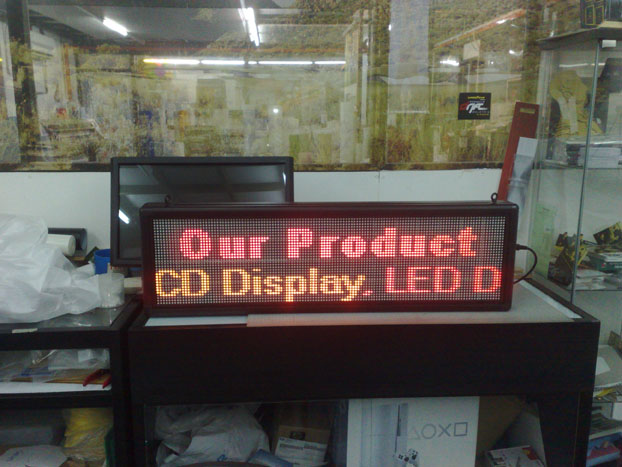 Our Product
CD Display, LED D